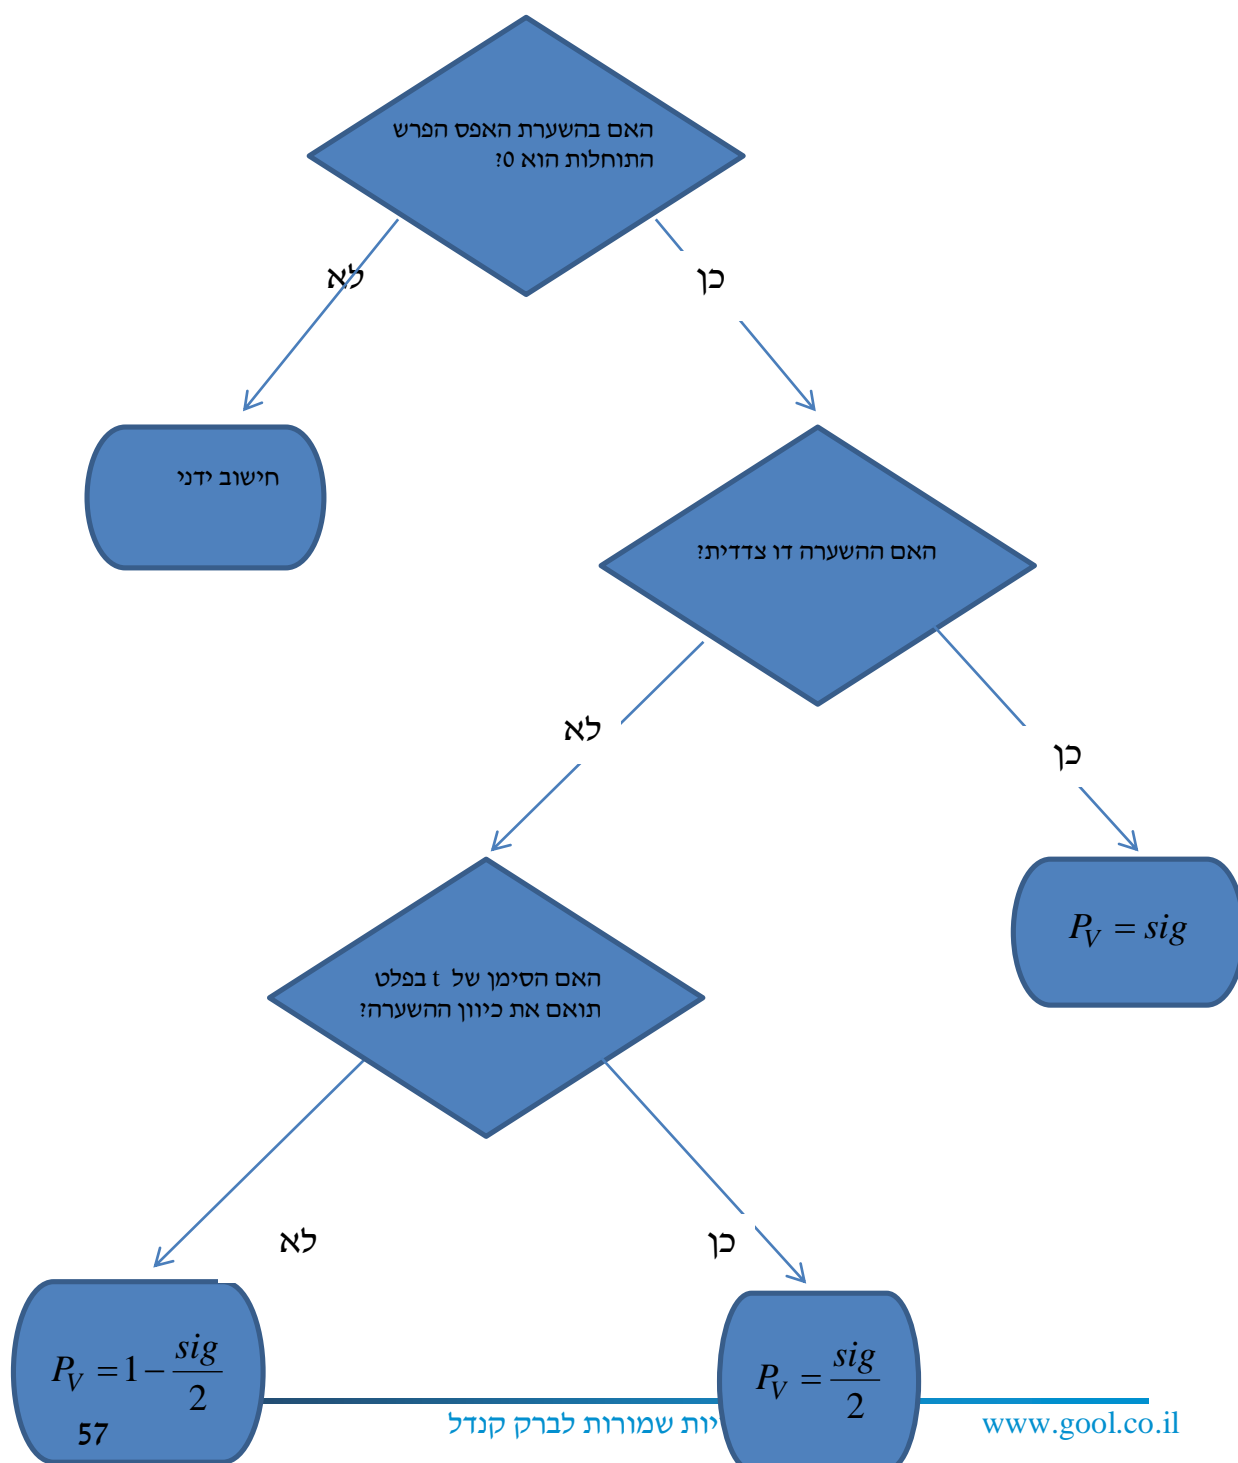 האם בהשערת האפס הפרש
התוחלות הוא 0?
לא
כן
חישוב ידני
האם ההשערה דו צדדית?
לא
כן
P_V = sig
האם הסימן של t בפלט
תואם את כיוון ההשערה?
לא
כן
P_V = 1 - sig/2
P_V = sig/2
57
יות שמורות לברק קנדל
www.gool.co.il